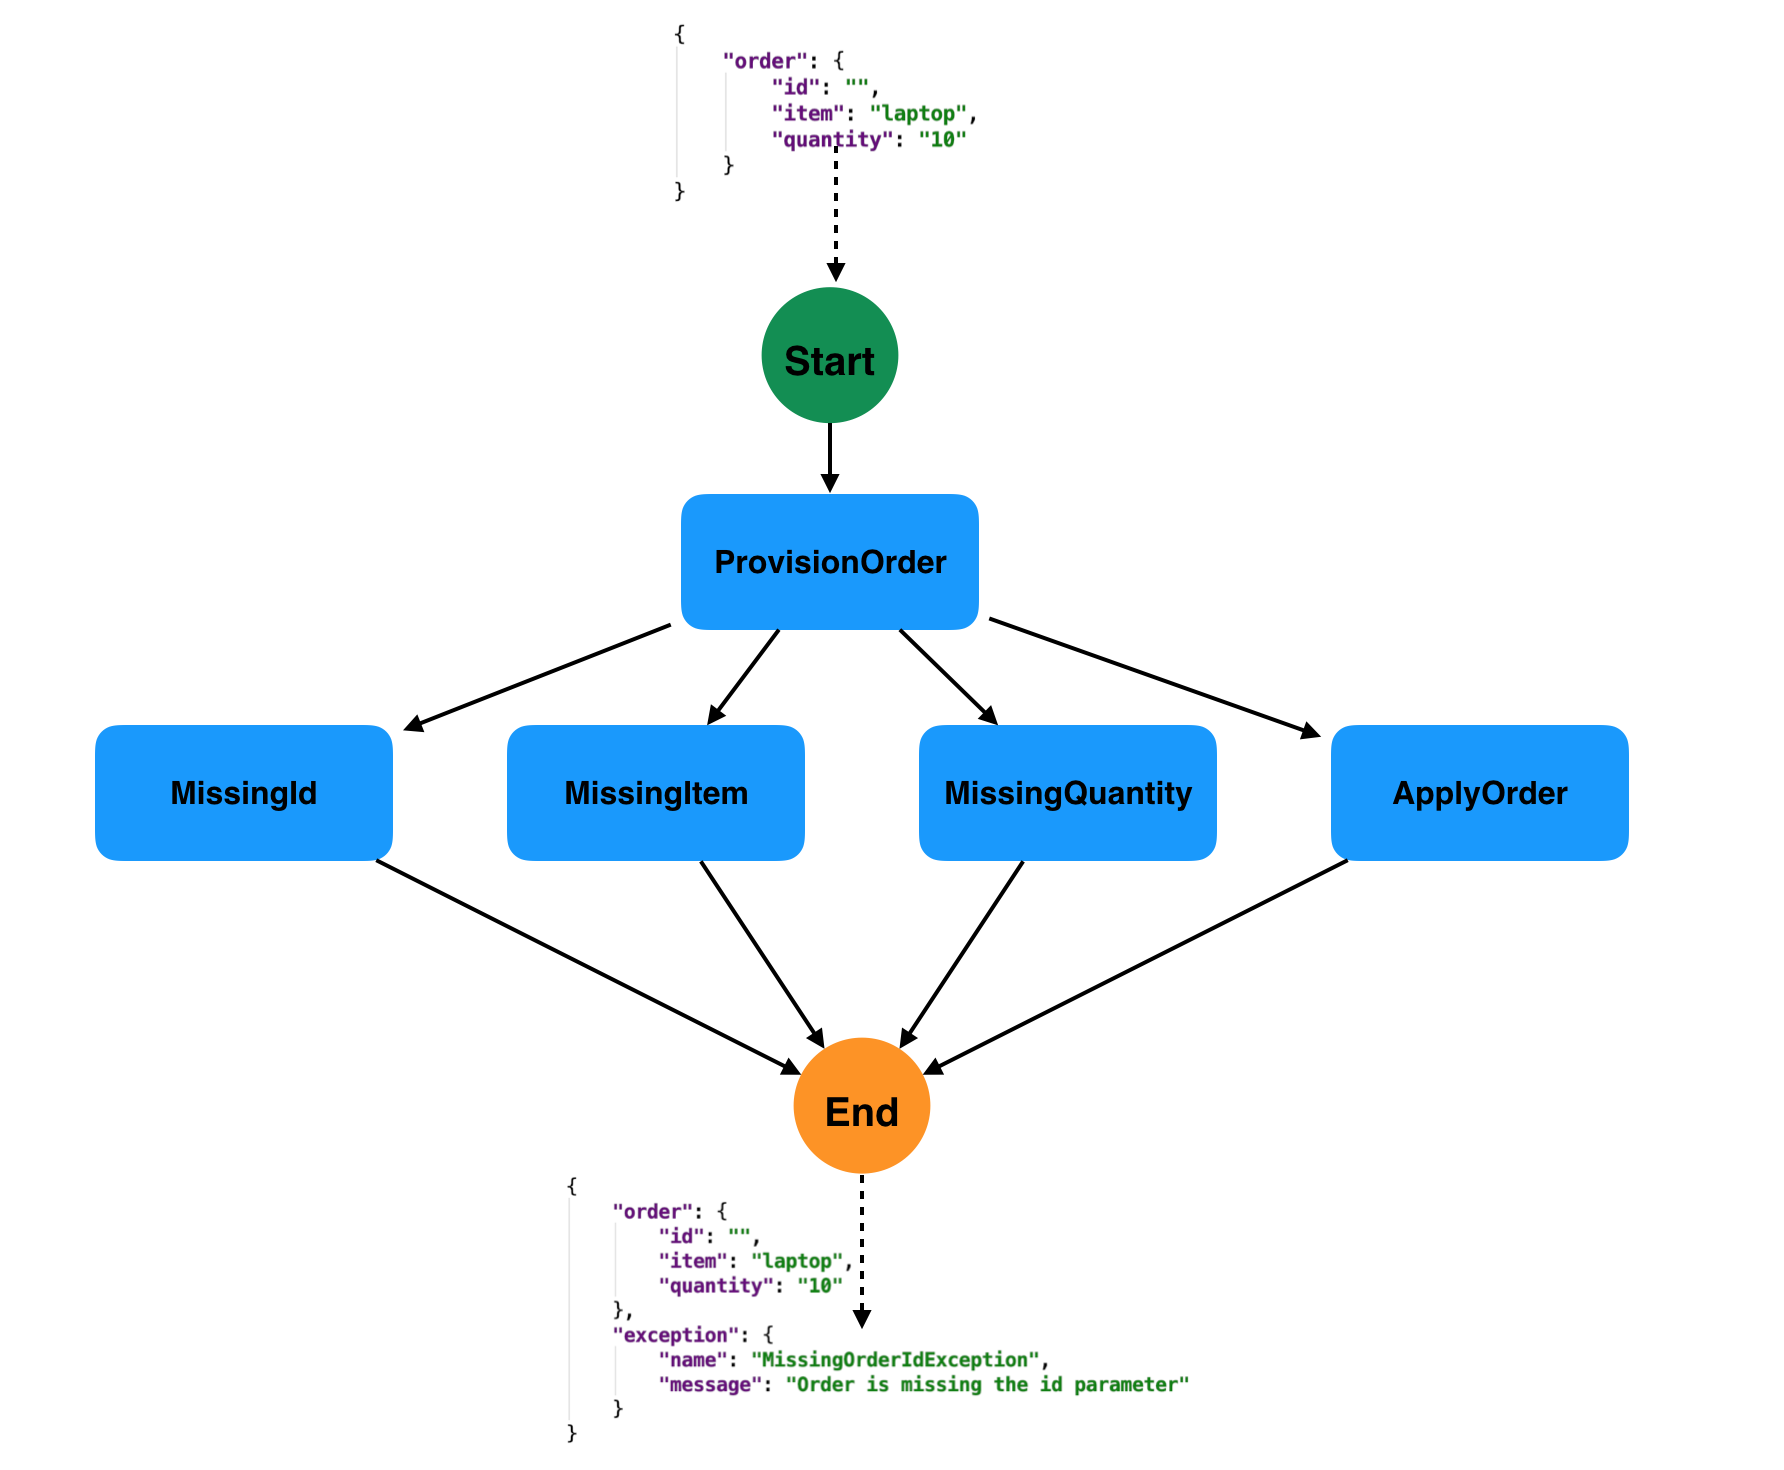 {
    "order": {
        "id": "",
        "item": "laptop",
        "quantity": "10"
    }
}
Start
ProvisionOrder
MissingId
MissingItem
MissingQuantity
ApplyOrder
End
{
    "order": {
        "id": "",
        "item": "laptop",
        "quantity": "10"
    },
    "exception": {
        "name": "MissingOrderIdException",
        "message": "Order is missing the id parameter"
    }
}